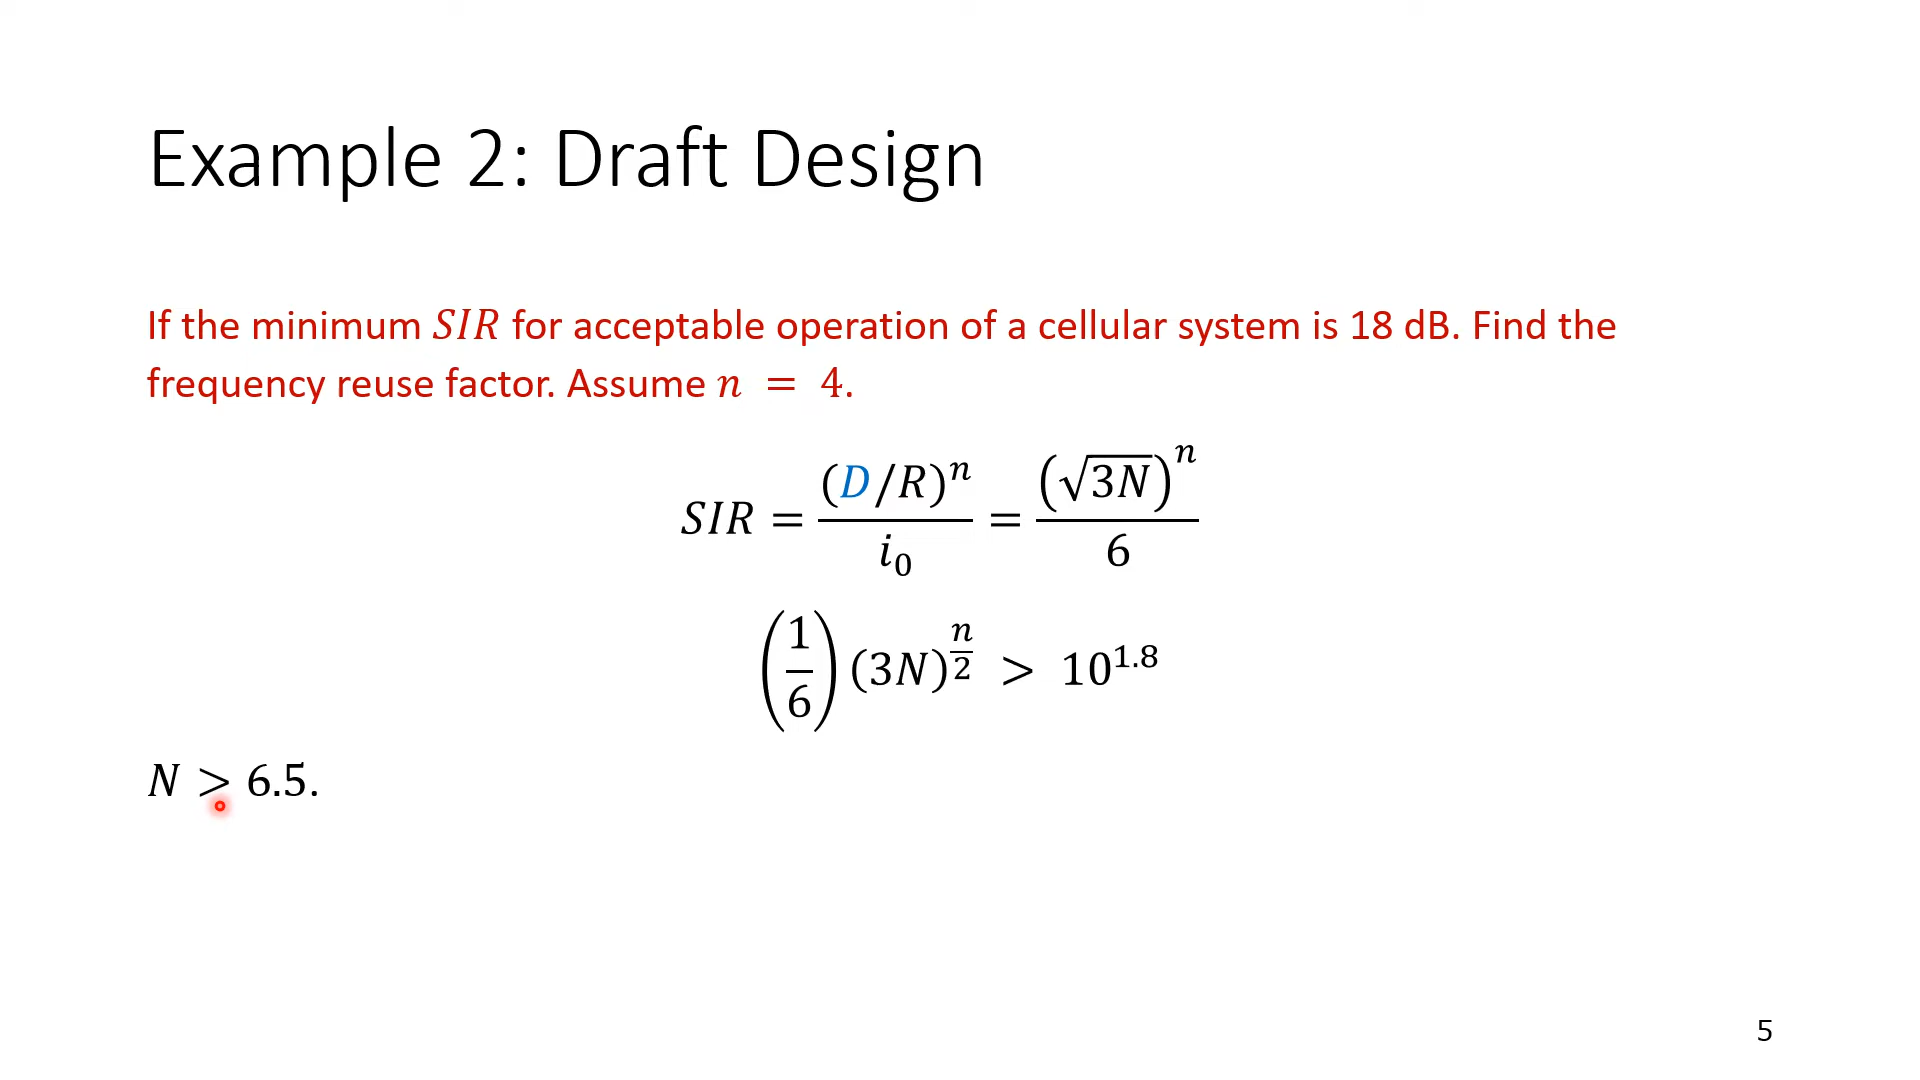 Example 2: Draft Design
If the minimum SIR for acceptable operation of a cellular system is 18 dB. Find the
frequency reuse factor. Assume n = 4.
SIR = (D/R)^n / i₀ = (√3N)^n / 6
(1/6) (3N)^(n/2) > 10^1.8
N > 6.5.
5